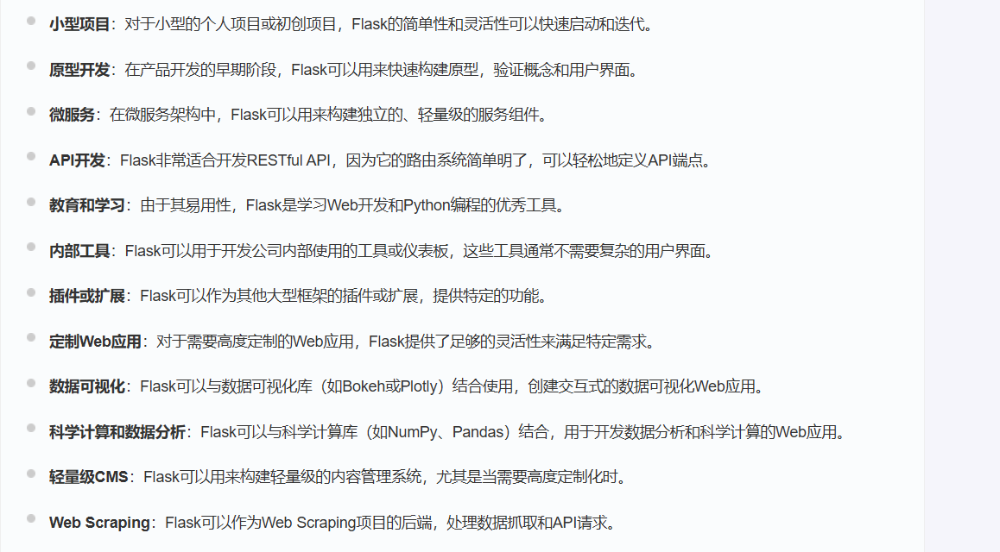 小型项目：对于小型的个人项目或初创项目，Flask的简单性和灵活性可以快速启动和迭代。
原型开发：在产品开发的早期阶段，Flask可以用来快速构建原型，验证概念和用户界面。
微服务：在微服务架构中，Flask可以用来构建独立的、轻量级的服务组件。
API开发：Flask非常适合开发RESTful API，因为它的路由系统简单明了，可以轻松地定义API端点。
教育和学习：由于其易用性，Flask是学习Web开发和Python编程的优秀工具。
内部工具：Flask可以用于开发公司内部使用的工具或仪表板，这些工具通常不需要复杂的用户界面。
插件或扩展：Flask可以作为其他大型框架的插件或扩展，提供特定的功能。
定制Web应用：对于需要高度定制的Web应用，Flask提供了足够的灵活性来满足特定需求。
数据可视化：Flask可以与数据可视化库（如Bokeh或Plotly）结合使用，创建交互式的数据可视化Web应用。
科学计算和数据分析：Flask可以与科学计算库（如NumPy、Pandas）结合，用于开发数据分析和科学计算的Web应用。
轻量级CMS：Flask可以用来构建轻量级的内容管理系统，尤其是当需要高度定制化时。
Web Scraping：Flask可以作为Web Scraping项目的后端，处理数据抓取和API请求。